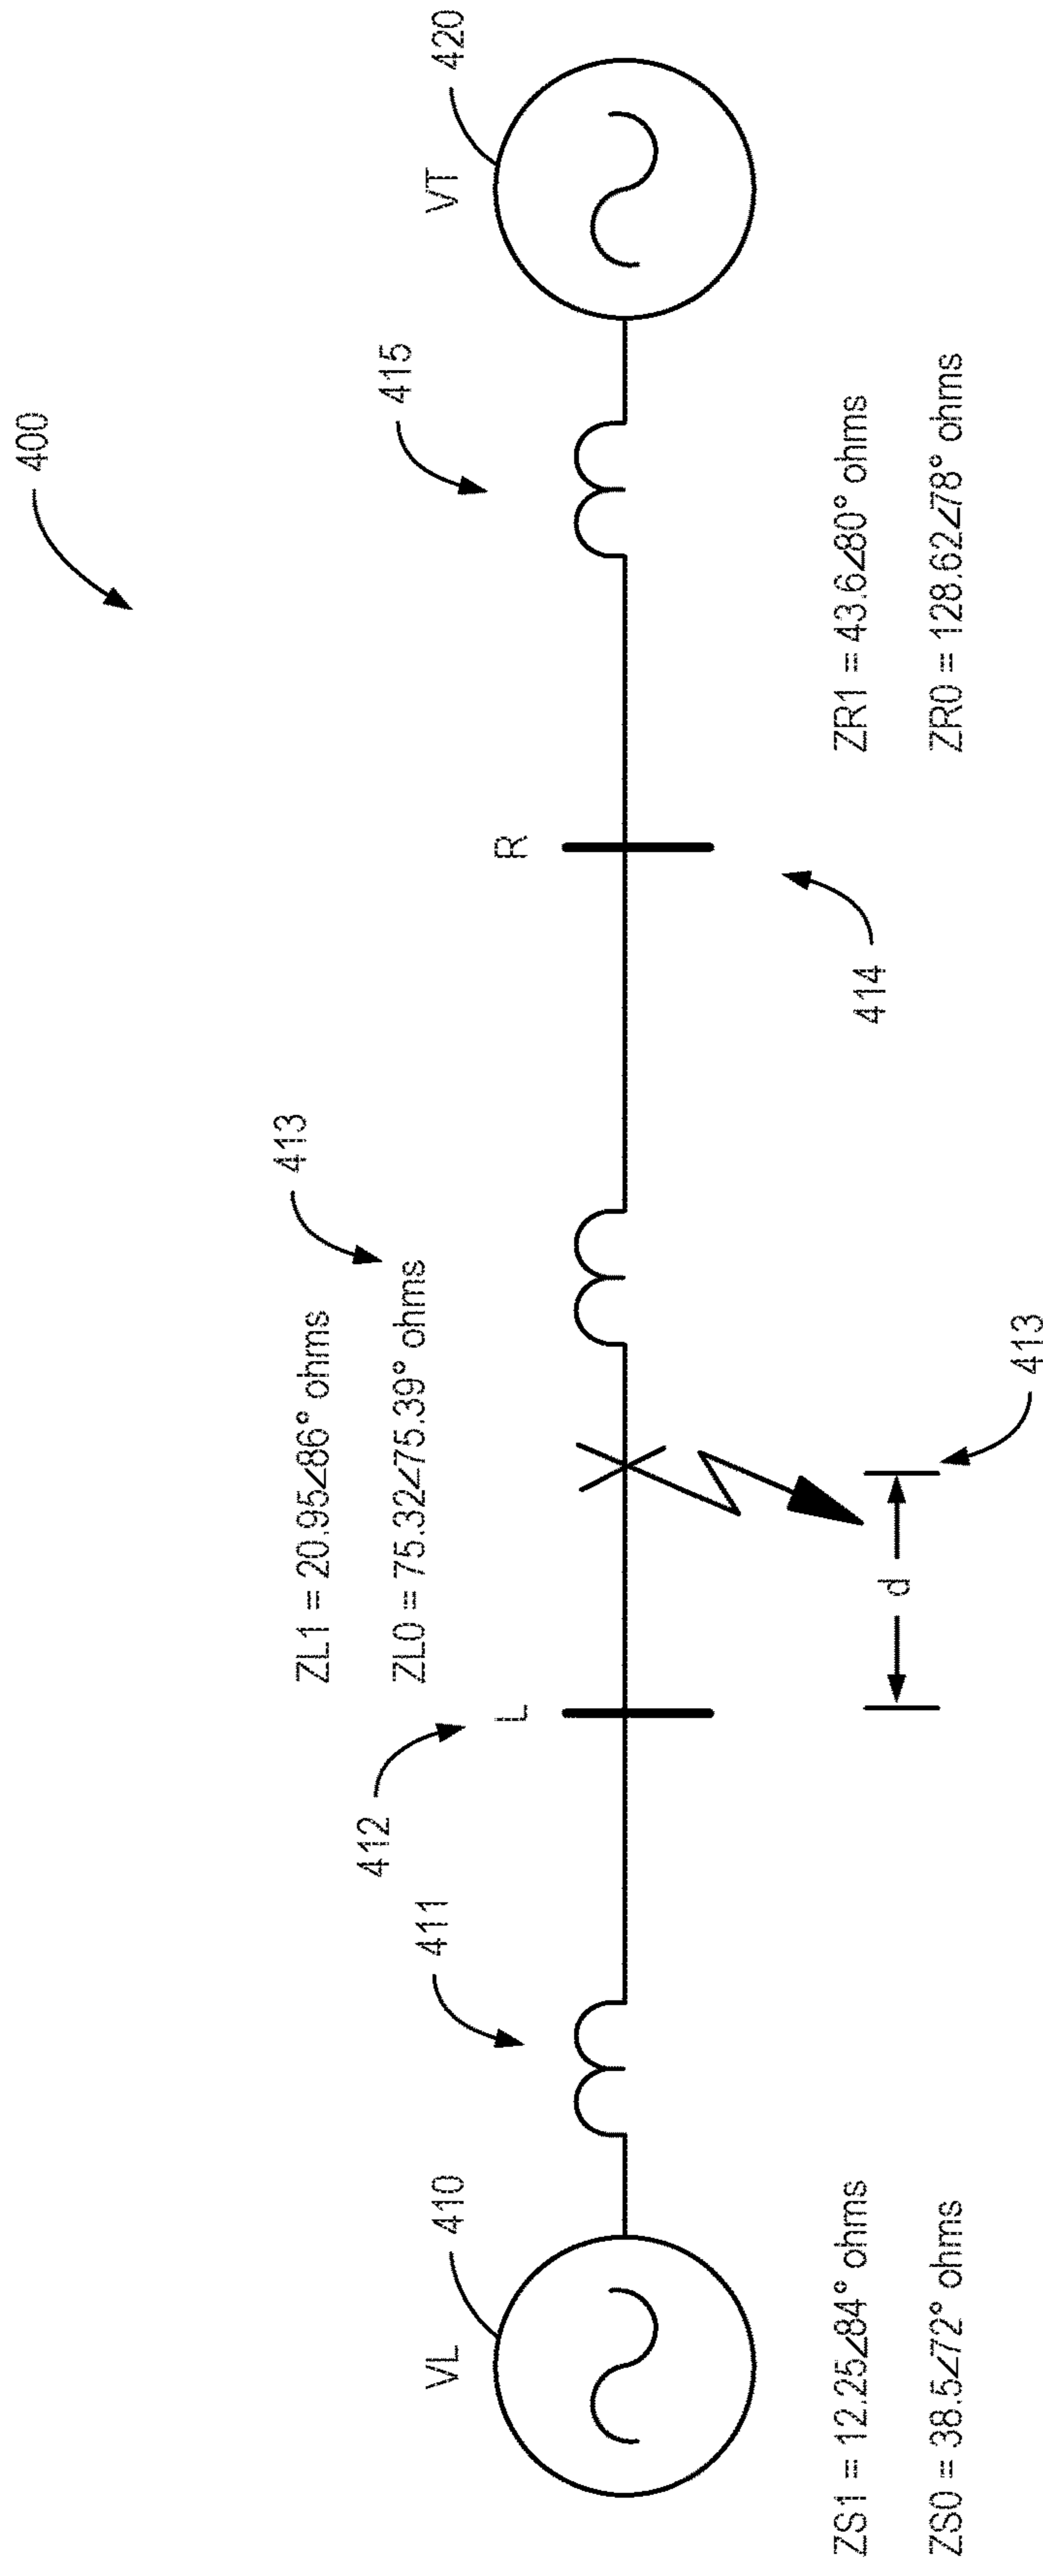 400
413
ZL1 = 20.95∠86° ohms
ZL0 = 75.32∠75.39° ohms
412
411
415
VL
410
L
R
VT
420
d
413
414
ZS1 = 12.25∠84° ohms
ZS0 = 38.5∠72° ohms
ZR1 = 43.6∠80° ohms
ZR0 = 128.62∠78° ohms